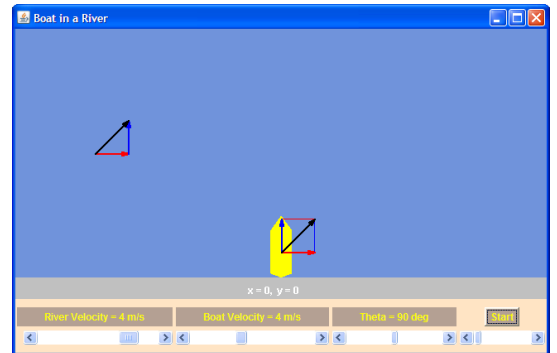 Boat in a River
x = 0, y = 0
River Velocity = 4 m/s
Boat Velocity = 4 m/s
Theta = 90 deg
Start